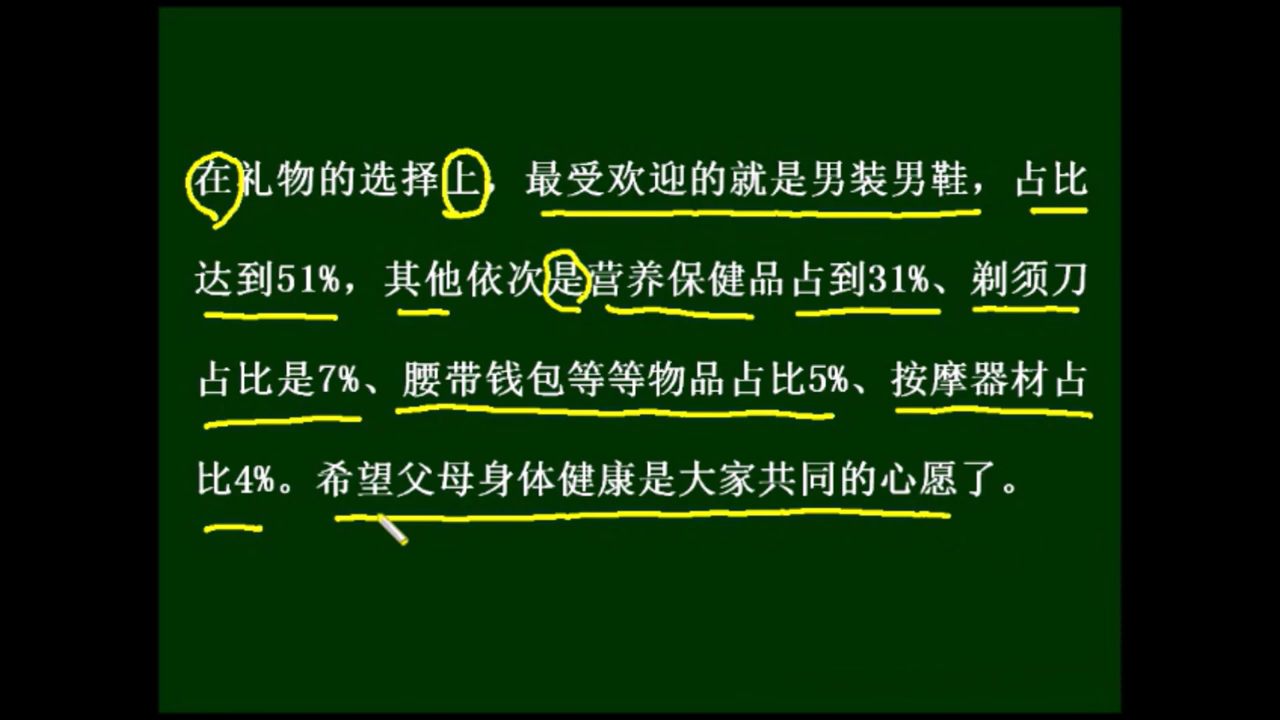 在礼物的选择上，最受欢迎的就是男装男鞋，占比
达到51%，其他依次是营养保健品占到31%、剃须刀
占比是7%、腰带钱包等等物品占比5%、按摩器材占
比4%。希望父母身体健康是大家共同的心愿了。